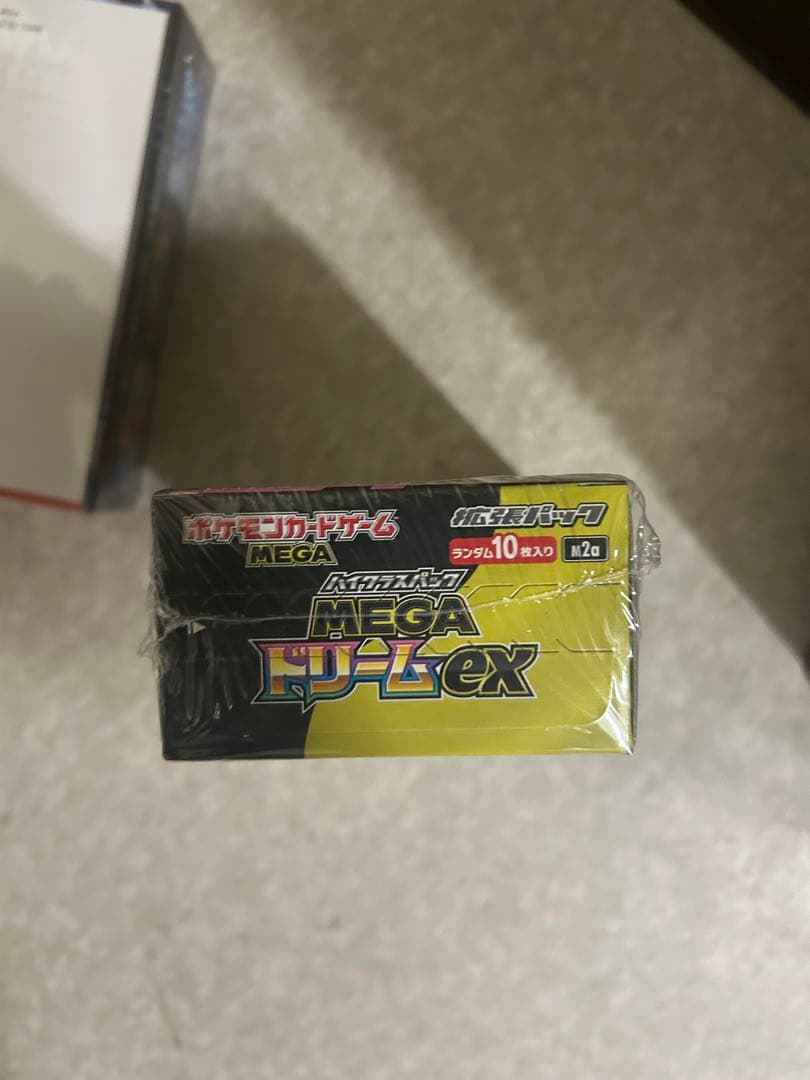 ポケモンカードゲーム
MEGA
拡張パック
ランダム10枚入り
M2a
ハイクラスパック
MEGA
ドリームex